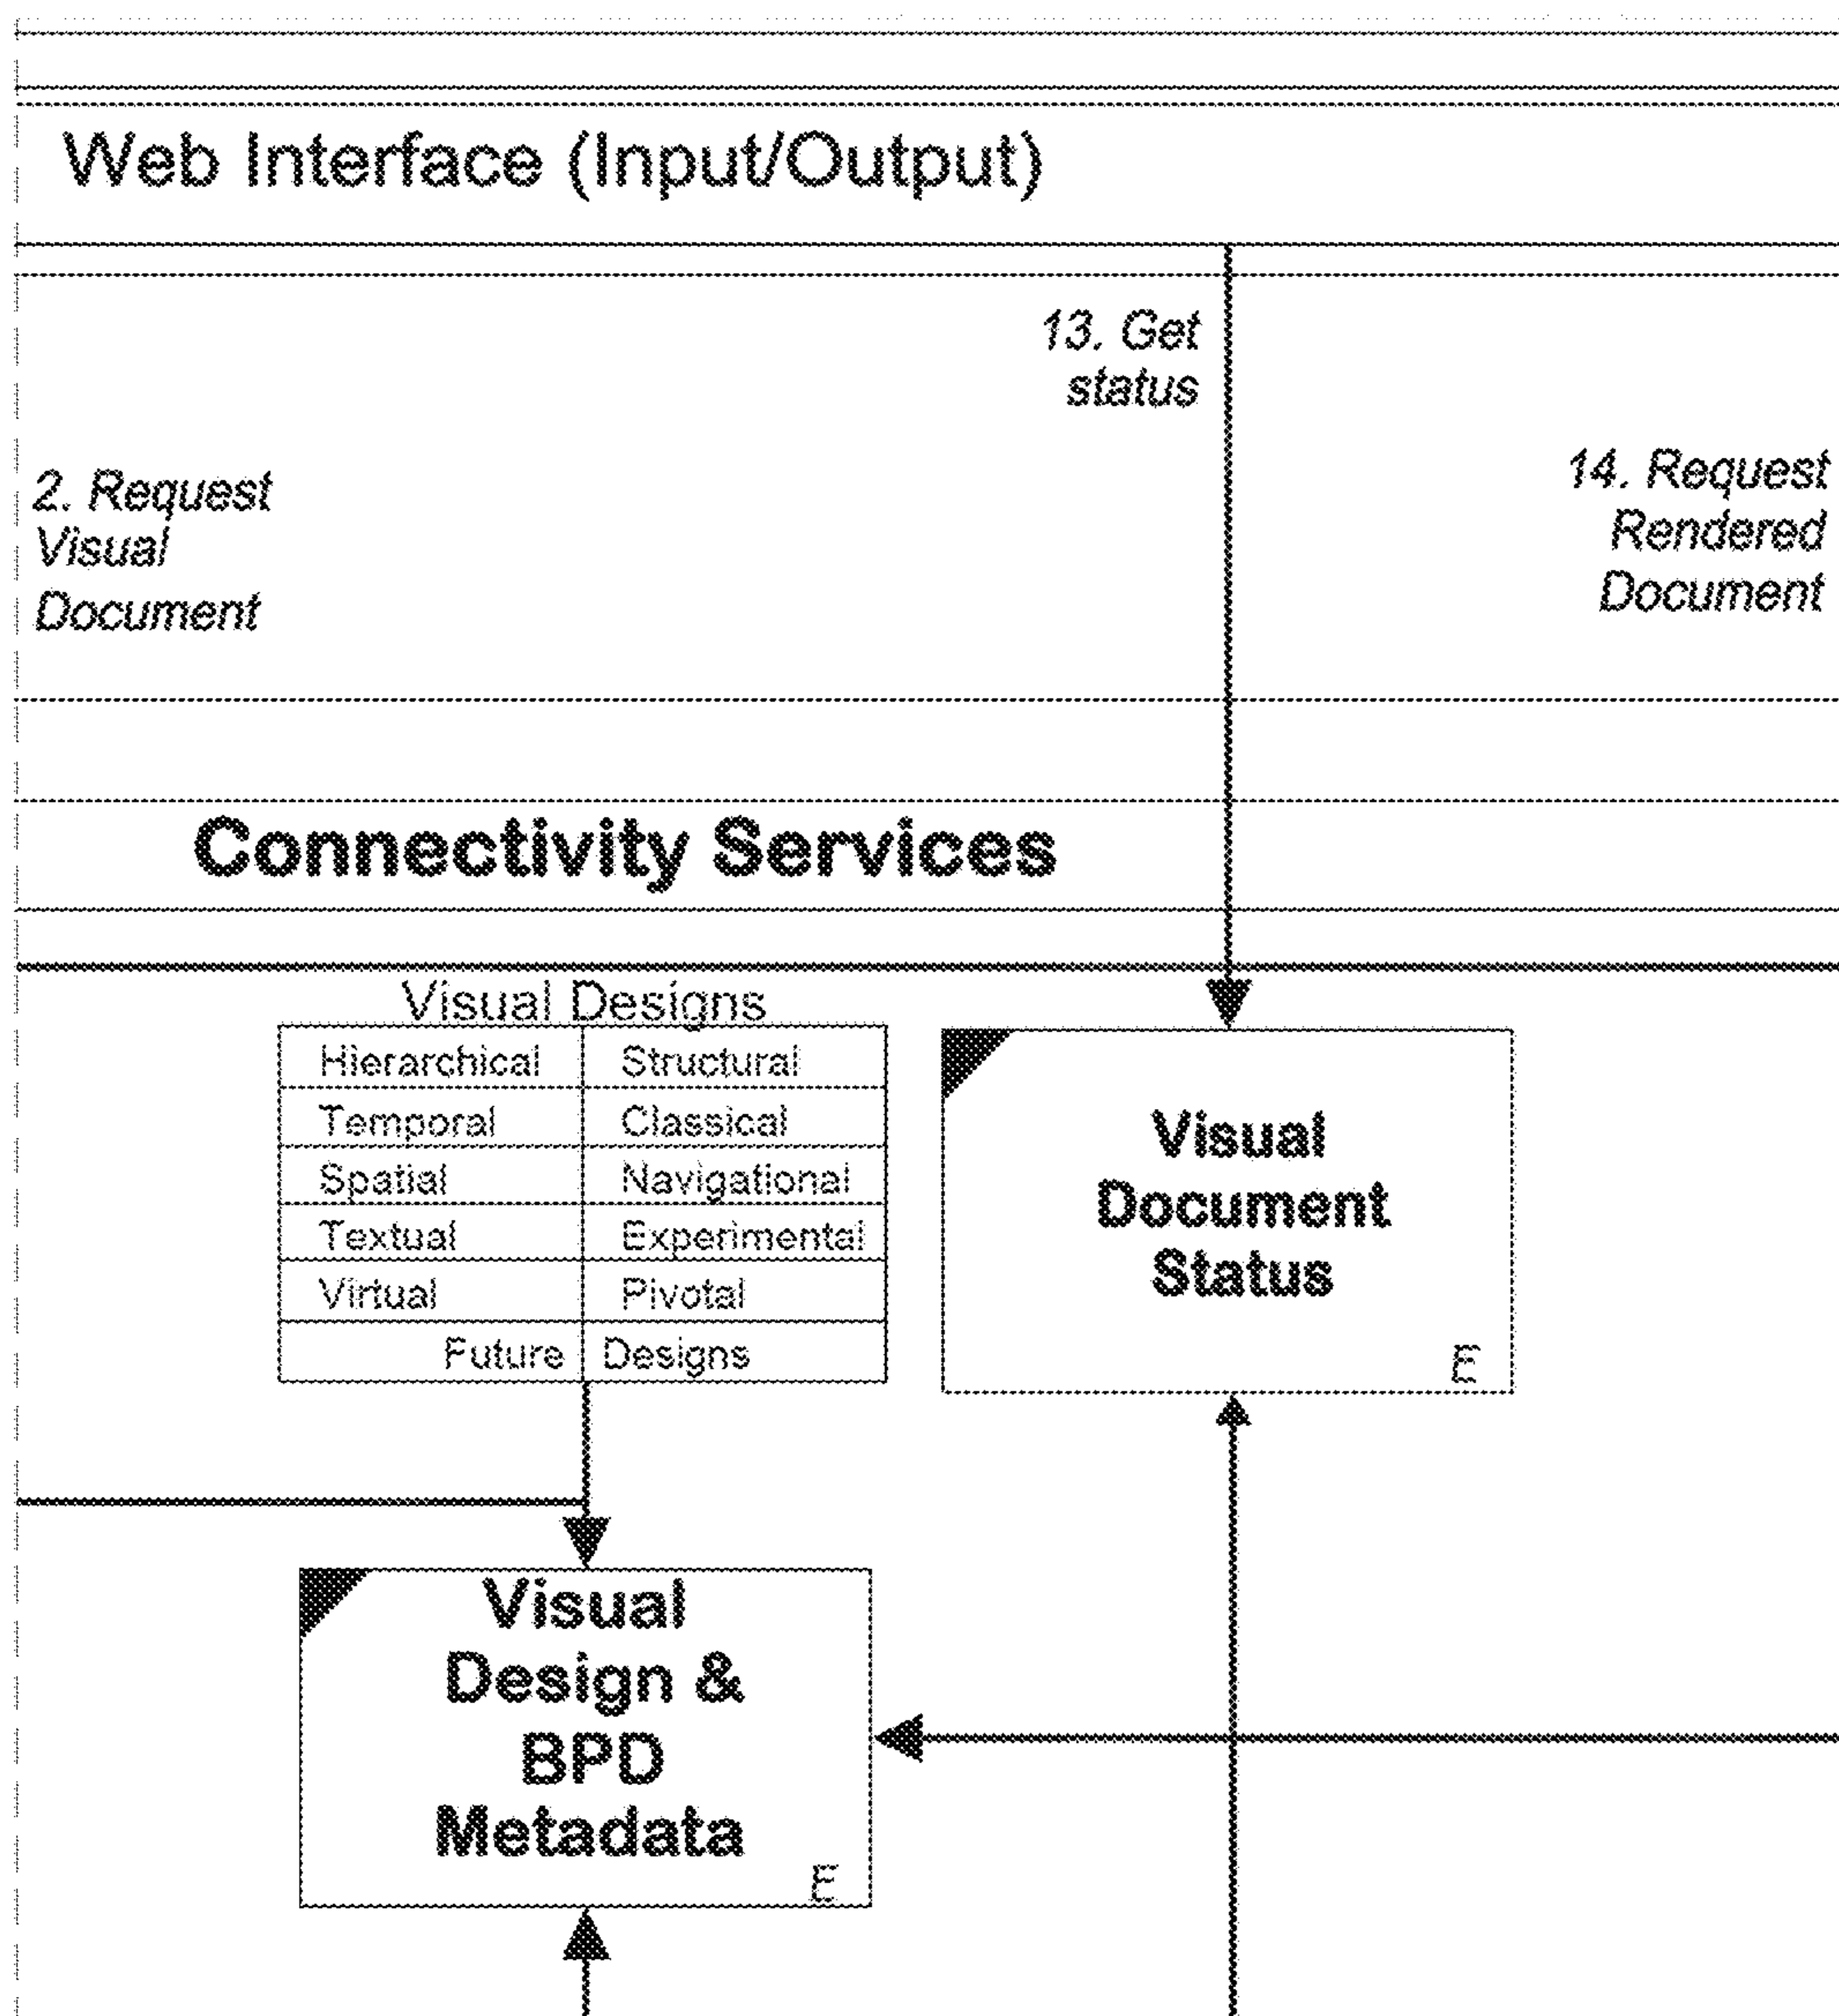 Web Interface (Input/Output)
13. Get
status
2. Request
Visual
Document
14. Request
Rendered
Document
Connectivity Services
Visual Designs
Hierarchical Structural
Temporal Classical
Spatial Navigational
Textual Experimental
Virtual Pivotal
Future Designs
Visual
Document
Status
E
Visual
Design &
BPD
Metadata
E